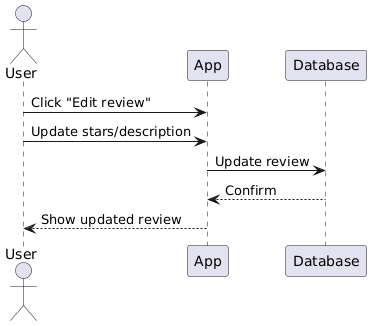 User
App
Database
Click "Edit review"
Update stars/description
Update review
Confirm
Show updated review
User
App
Database